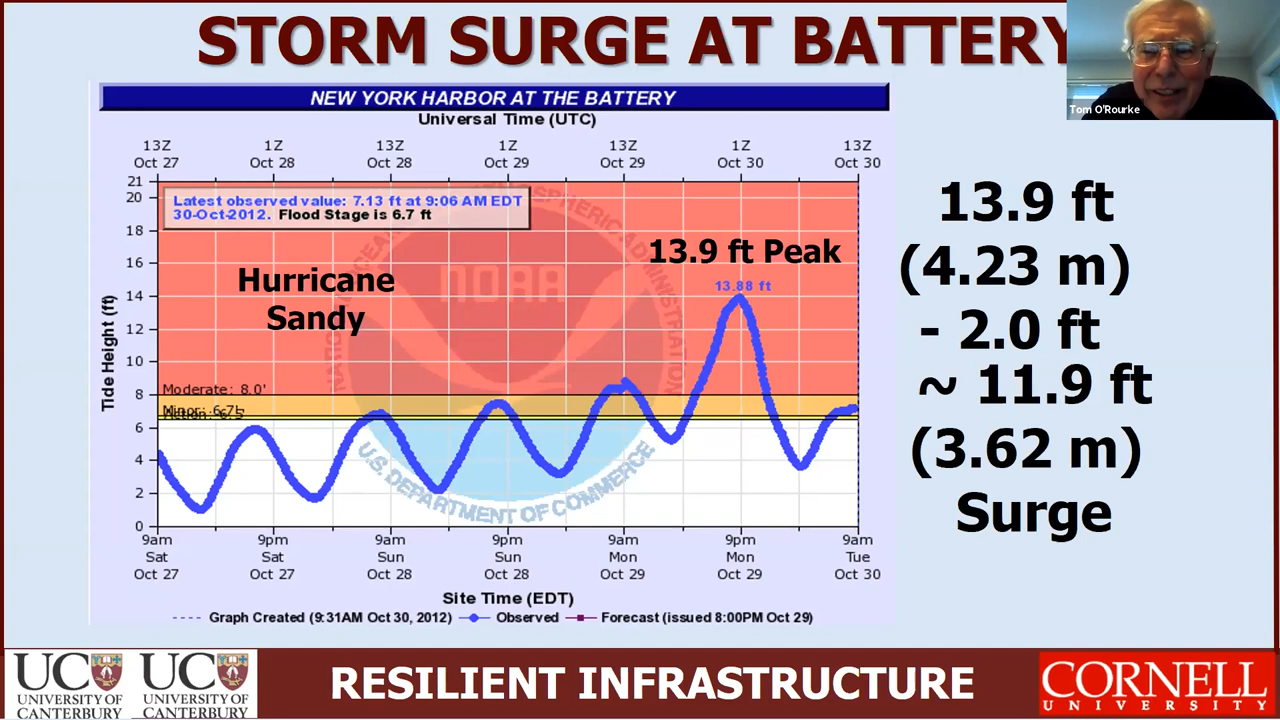 STORM SURGE AT BATTERY
Tom O'Rourke
NEW YORK HARBOR AT THE BATTERY
Universal Time (UTC)
13Z 1Z 13Z 1Z 13Z 1Z 13Z
Oct 27 Oct 28 Oct 28 Oct 29 Oct 29 Oct 30 Oct 30
21
20
18
16
14
12
10
8
6
4
2
0
Tide Height (ft)
Latest observed value: 7.13 ft at 9:06 AM EDT
30-Oct-2012. Flood Stage is 6.7 ft
Hurricane
Sandy
13.9 ft Peak
13.88 ft
NOAA
U.S. DEPARTMENT OF COMMERCE
Moderate: 8.0'
Minor: 6.7'
Action: 6.5'
9am 9pm 9am 9pm 9am 9pm 9am
Sat Sat Sun Sun Mon Mon Tue
Oct 27 Oct 27 Oct 28 Oct 28 Oct 29 Oct 29 Oct 30
Site Time (EDT)
Graph Created (9:31AM Oct 30, 2012) Observed Forecast (issued 8:00PM Oct 29)
13.9 ft
(4.23 m)
- 2.0 ft
~ 11.9 ft
(3.62 m)
Surge
UC
UNIVERSITY OF
CANTERBURY
UC
UNIVERSITY OF
CANTERBURY
RESILIENT INFRASTRUCTURE
CORNELL
UNIVERSITY